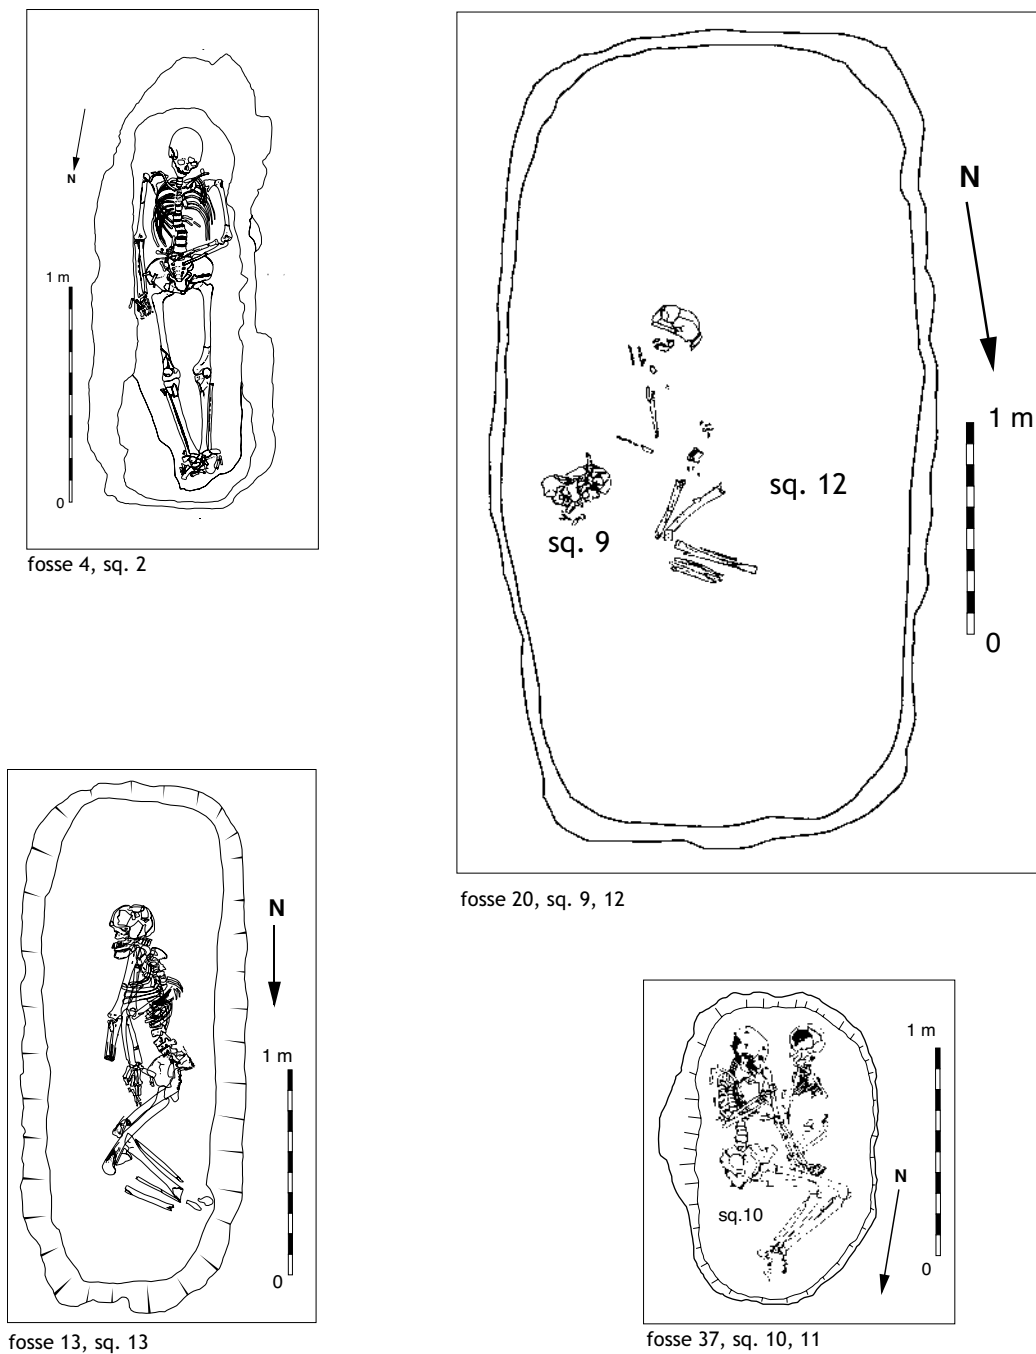 N
1 m
0
fosse 4, sq. 2
N
1 m
sq. 12
sq. 9
0
fosse 20, sq. 9, 12
N
1 m
0
fosse 13, sq. 13
1 m
N
sq.10
0
fosse 37, sq. 10, 11